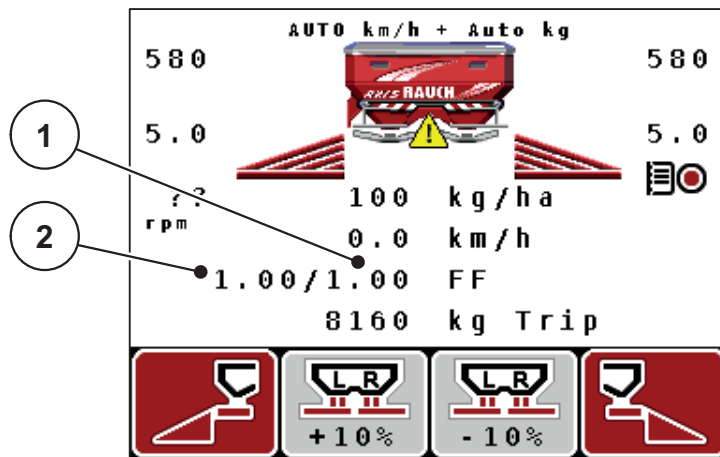 AUTO km/h + Auto kg
580 580
AXIS RAUCH
1
5.0 5.0
?? 100 kg/ha
rpm
0.0 km/h
2
1.00/1.00 FF
8160 kg Trip
L R L R
+10% -10%